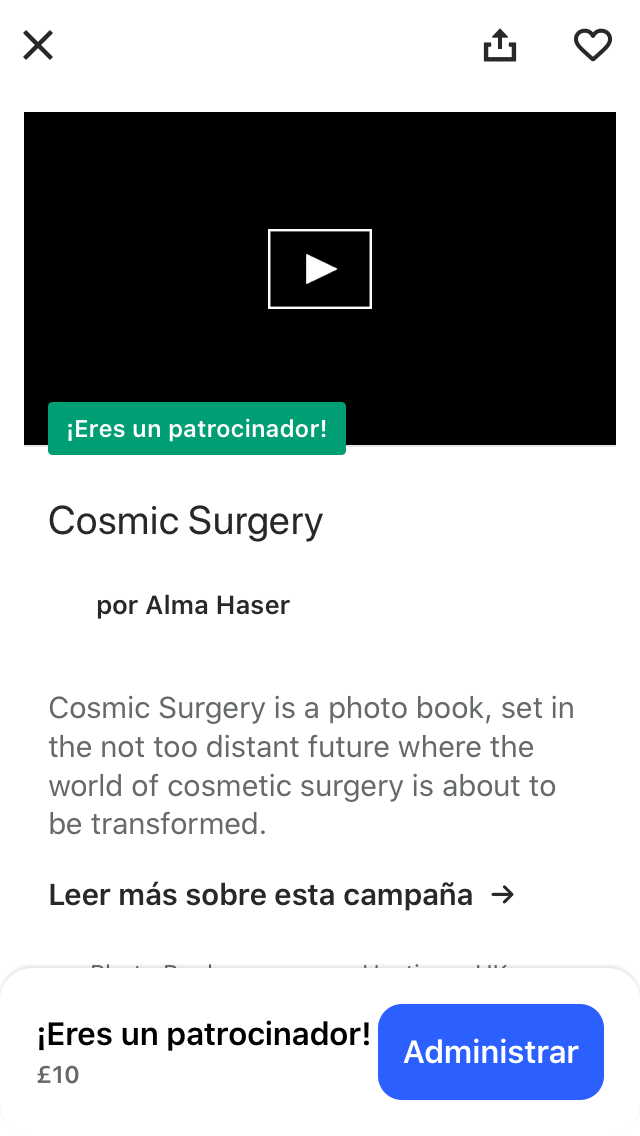 ¡Eres un patrocinador!
Cosmic Surgery
por Alma Haser
Cosmic Surgery is a photo book, set in
the not too distant future where the
world of cosmetic surgery is about to
be transformed.
Leer más sobre esta campaña →
¡Eres un patrocinador!
£10
Administrar